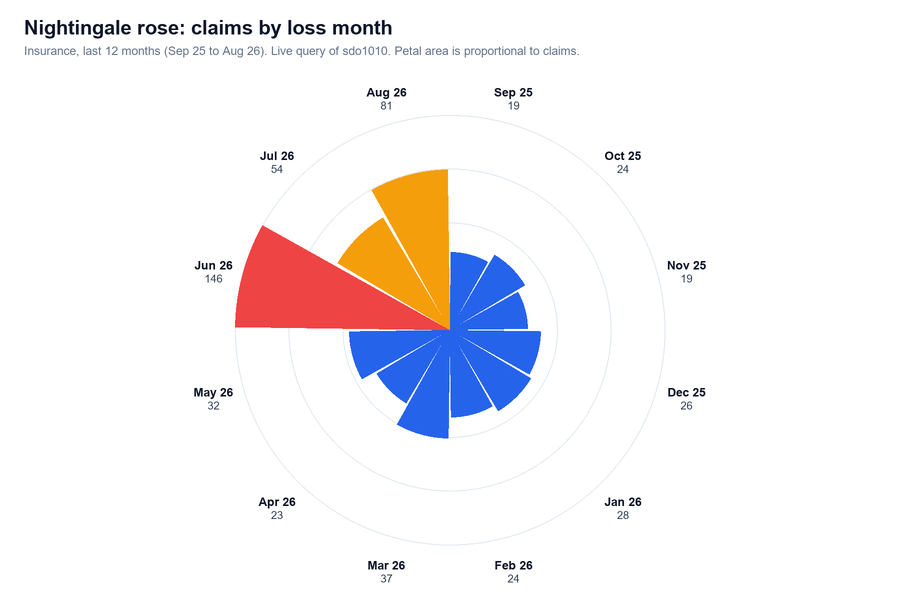 Nightingale rose: claims by loss month
Insurance, last 12 months (Sep 25 to Aug 26). Live query of sdo1010. Petal area is proportional to claims.
Aug 26
81
Sep 25
19
Jul 26
54
Oct 25
24
Jun 26
146
Nov 25
19
May 26
32
Dec 25
26
Apr 26
23
Jan 26
28
Mar 26
37
Feb 26
24